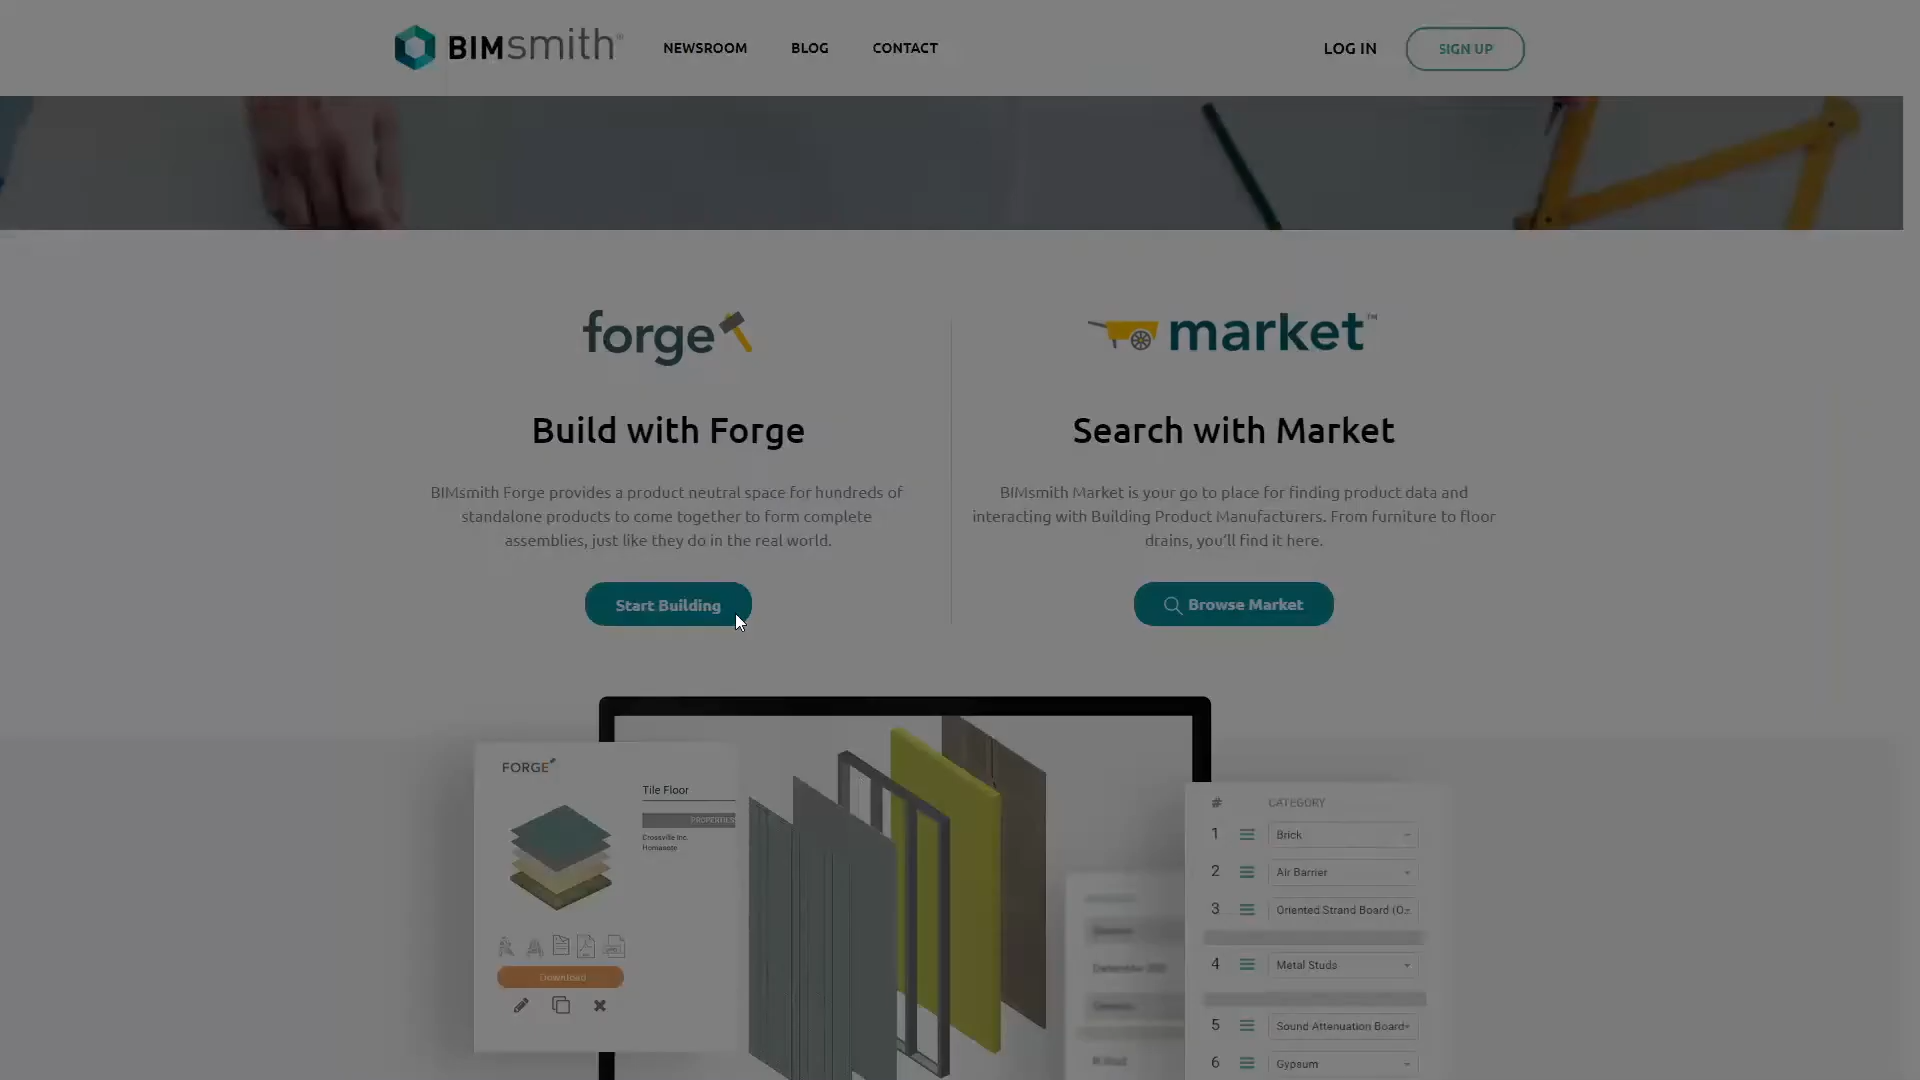 BIMsmith®
NEWSROOM
BLOG
CONTACT
LOG IN
SIGN UP
forge
Build with Forge
BIMsmith Forge provides a product neutral space for hundreds of
standalone products to come together to form complete
assemblies, just like they do in the real world.
Start Building
market™
Search with Market
BIMsmith Market is your go to place for finding product data and
interacting with Building Product Manufacturers. From furniture to floor
drains, you'll find it here.
Browse Market
FORGE
Tile Floor
PROPERTIES
Crossville Inc.
Homasote
Download
# CATEGORY
1 Brick
2 Air Barrier
3 Oriented Strand Board (O
4 Metal Studs
5 Sound Attenuation Board
6 Gypsum